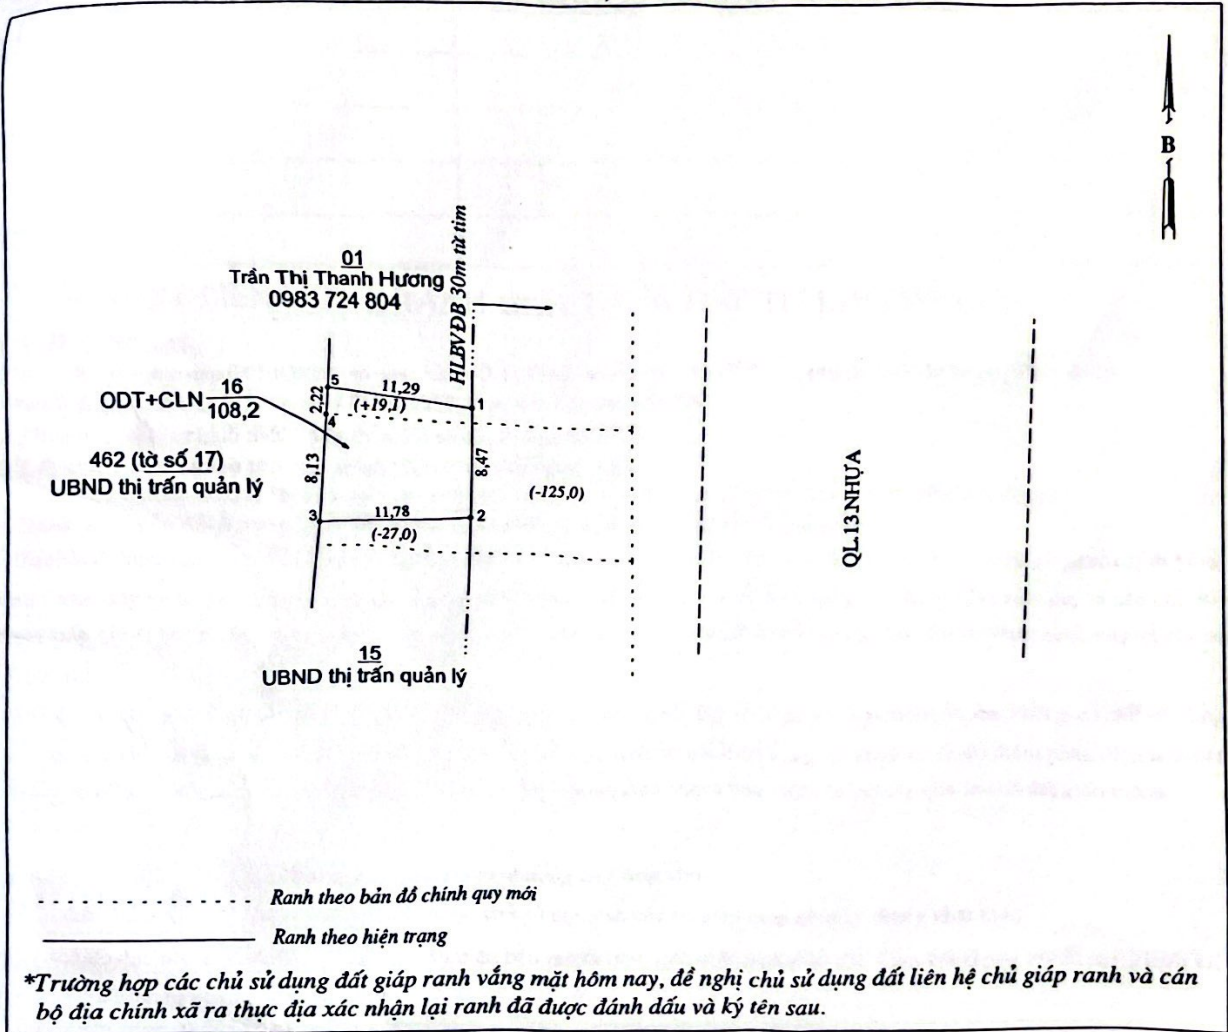 B
HLBVĐB 30m từ tim
01
Trần Thị Thanh Hương
0983 724 804
5
11,29
(+19,1)
1
2,22
4
ODT+CLN
16
108,2
462 (tờ số 17)
UBND thị trấn quản lý
8,13
8,47
(-125,0)
3
11,78
(-27,0)
2
QL.13 NHỰA
15
UBND thị trấn quản lý
Ranh theo bản đồ chính quy mới
Ranh theo hiện trạng
*Trường hợp các chủ sử dụng đất giáp ranh vắng mặt hôm nay, đề nghị chủ sử dụng đất liên hệ chủ giáp ranh và cán
bộ địa chính xã ra thực địa xác nhận lại ranh đã được đánh dấu và ký tên sau.